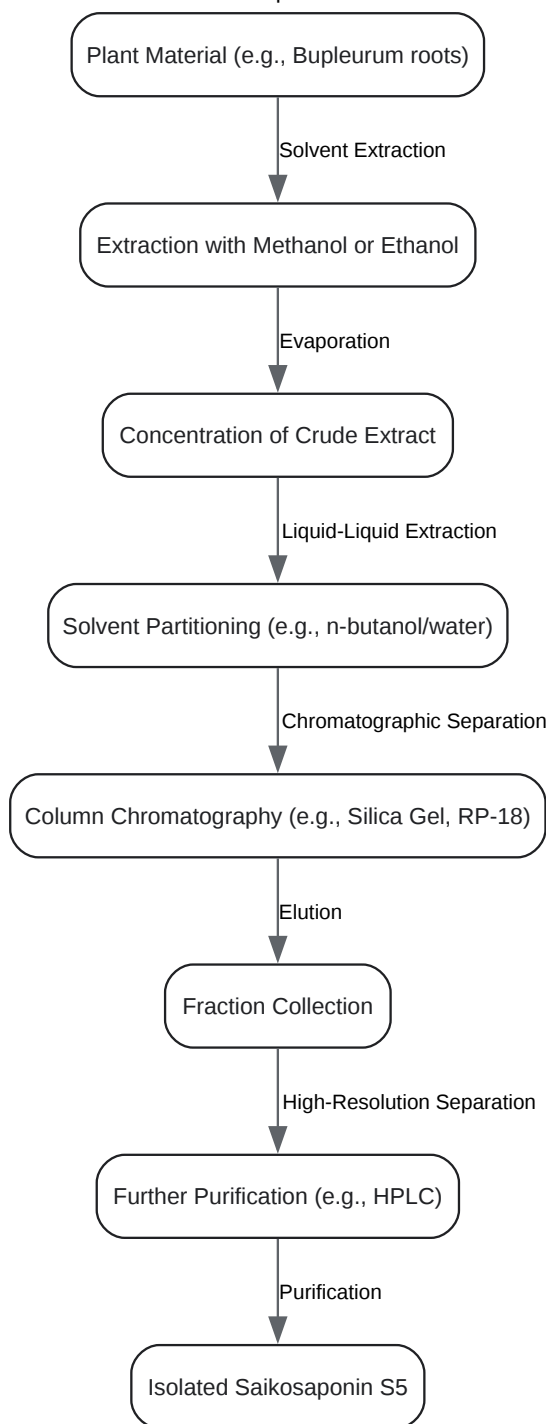 Plant Material (e.g., Bupleurum roots)
Solvent Extraction
Extraction with Methanol or Ethanol
Evaporation
Concentration of Crude Extract
Liquid-Liquid Extraction
Solvent Partitioning (e.g., n-butanol/water)
Chromatographic Separation
Column Chromatography (e.g., Silica Gel, RP-18)
Elution
Fraction Collection
High-Resolution Separation
Further Purification (e.g., HPLC)
Purification
Isolated Saikosaponin S5